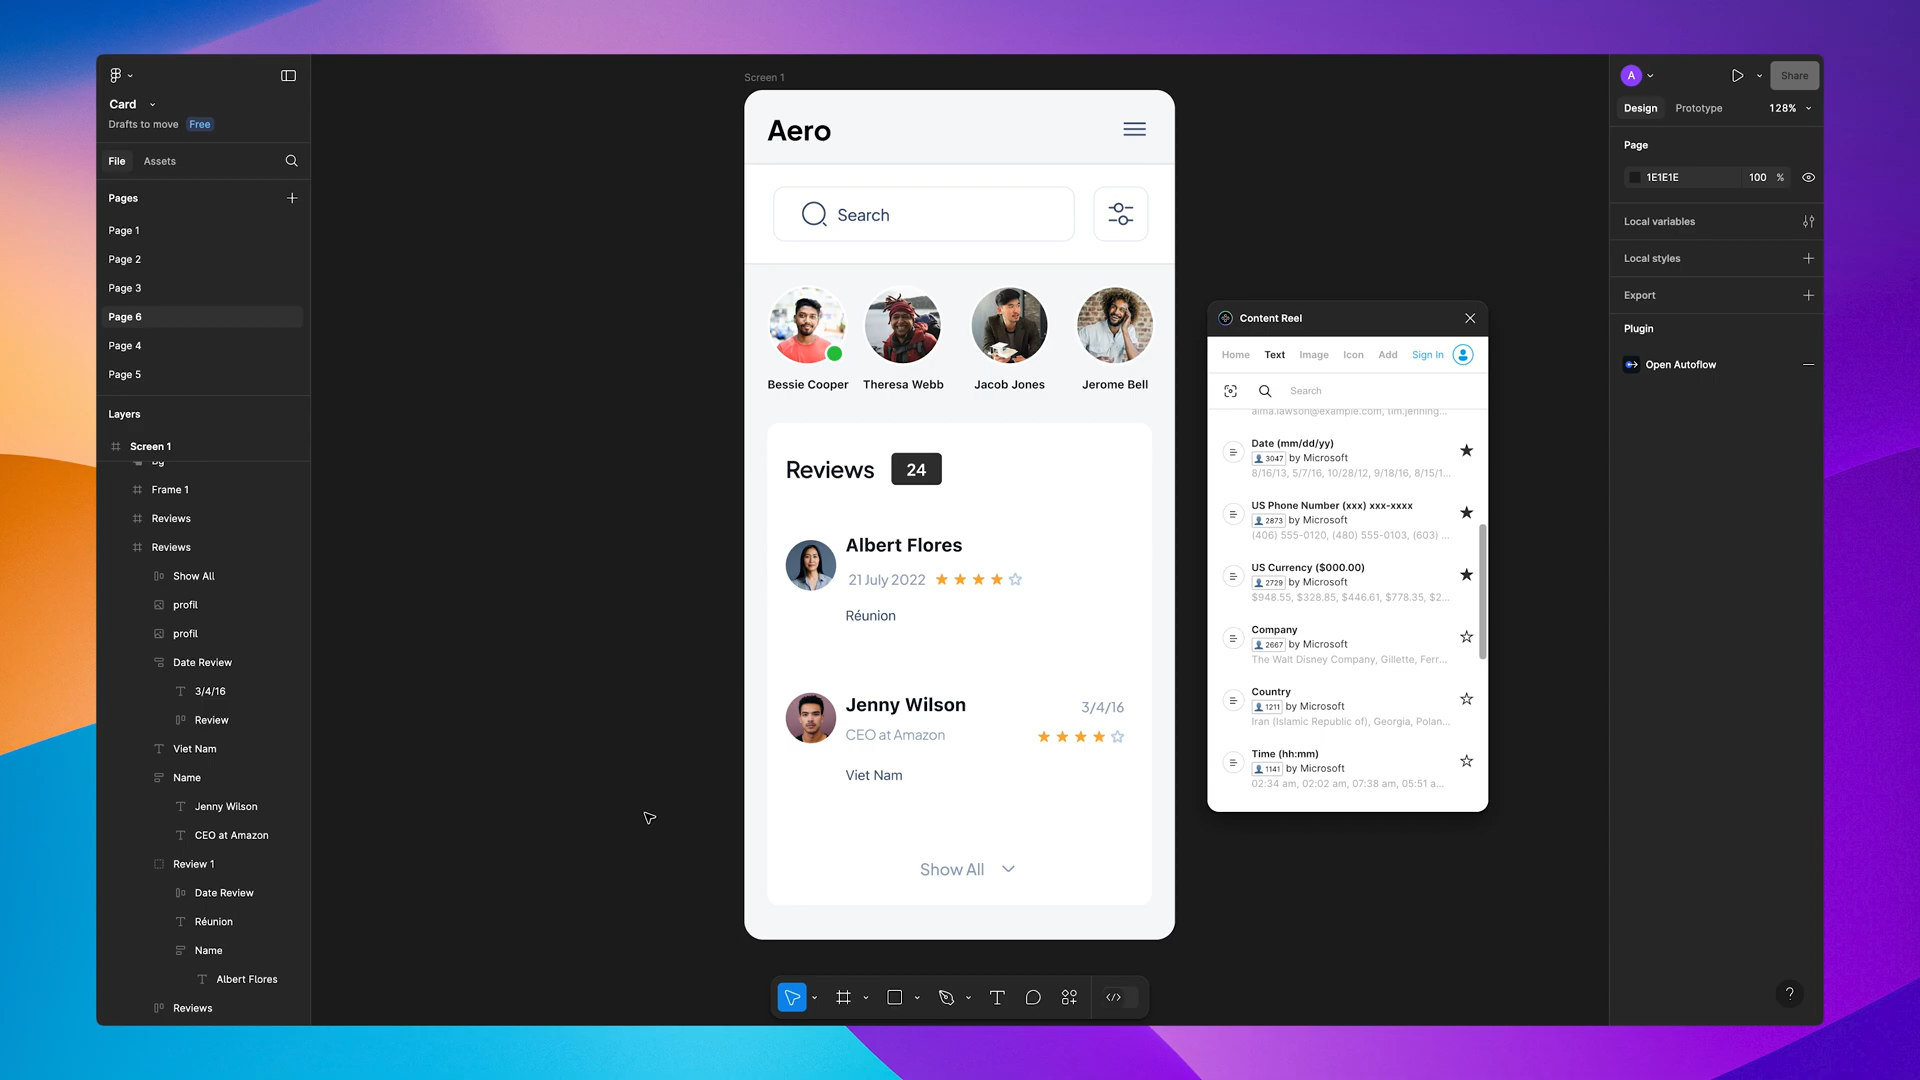 Card
Drafts to move Free
File Assets
Pages
Page 1
Page 2
Page 3
Page 6
Page 4
Page 5
Layers
Screen 1
Bg
Frame 1
Reviews
Reviews
Show All
profil
profil
Date Review
3/4/16
Review
Viet Nam
Name
Jenny Wilson
CEO at Amazon
Review 1
Date Review
Réunion
Name
Albert Flores
Reviews
Screen 1
Aero
Search
Bessie Cooper Theresa Webb Jacob Jones Jerome Bell
Reviews 24
Albert Flores
21 July 2022
Réunion
Jenny Wilson 3/4/16
CEO at Amazon
Viet Nam
Show All
Content Reel
Home Text Image Icon Add Sign In
Search
alma.lawson@example.com, tim.jenning...
Date (mm/dd/yy)
3047 by Microsoft
8/16/13, 5/7/16, 10/28/12, 9/18/16, 8/15/1...
US Phone Number (xxx) xxx-xxxx
2873 by Microsoft
(406) 555-0120, (480) 555-0103, (603) ...
US Currency ($000.00)
2729 by Microsoft
$948.55, $328.85, $446.61, $778.35, $2...
Company
2667 by Microsoft
The Walt Disney Company, Gillette, Ferr...
Country
1211 by Microsoft
Iran (Islamic Republic of), Georgia, Polan...
Time (hh:mm)
1141 by Microsoft
02:34 am, 02:02 am, 07:38 am, 05:51 a...
A Share
Design Prototype 128%
Page
1E1E1E 100 %
Local variables
Local styles
Export
Plugin
Open Autoflow
?